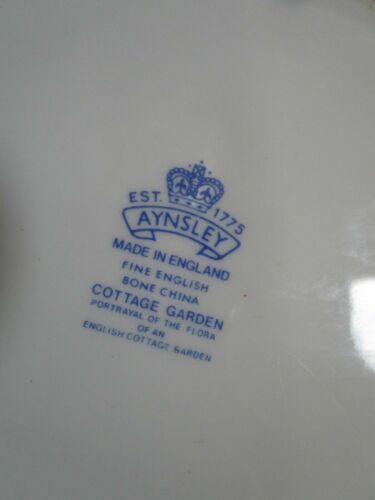 EST. 1775
AYNSLEY
MADE IN ENGLAND
FINE ENGLISH
BONE CHINA
COTTAGE GARDEN
PORTRAYAL OF THE FLORA
OF AN
ENGLISH COTTAGE GARDEN